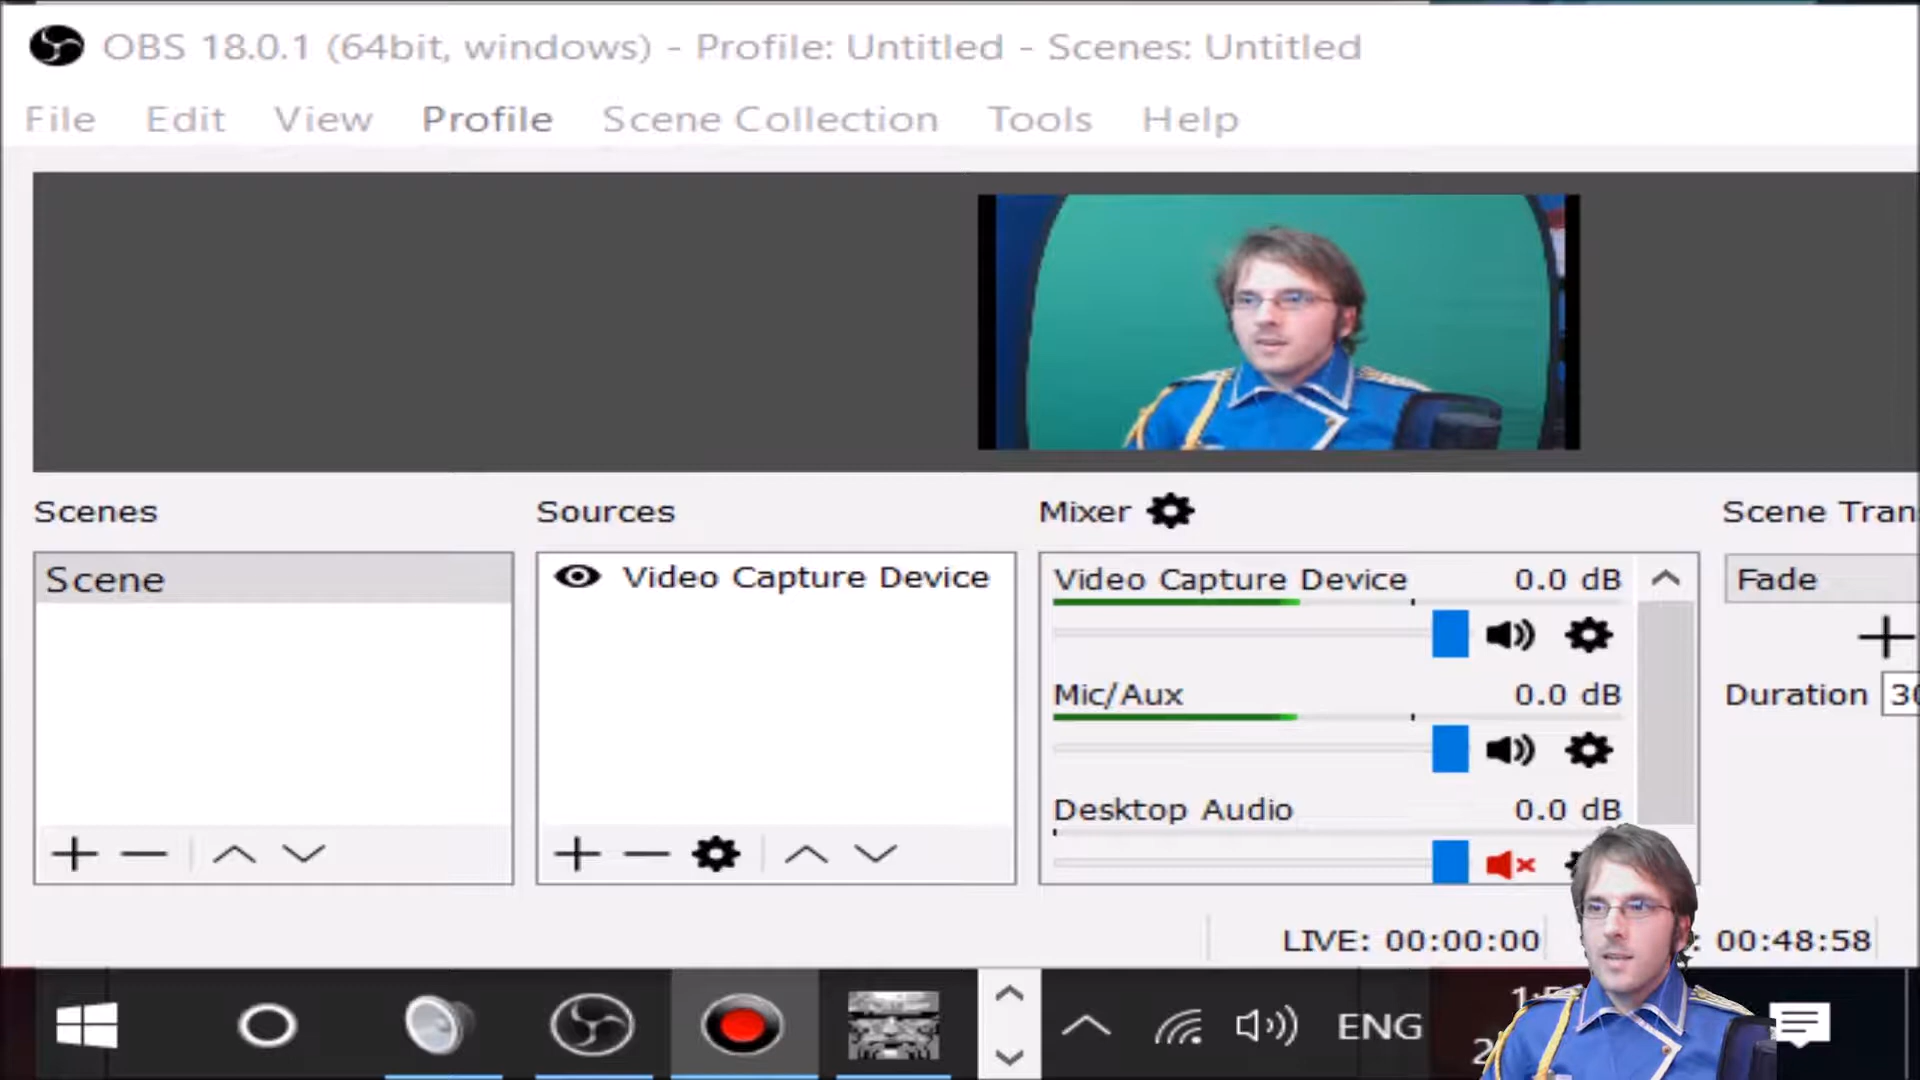 OBS 18.0.1 (64bit, windows) - Profile: Untitled - Scenes: Untitled
File Edit View Profile Scene Collection Tools Help
Scenes Sources Mixer Scene Tran
Scene Video Capture Device Video Capture Device 0.0 dB Fade
Mic/Aux 0.0 dB Duration 30
Desktop Audio 0.0 dB
LIVE: 00:00:00 : 00:48:58
ENG